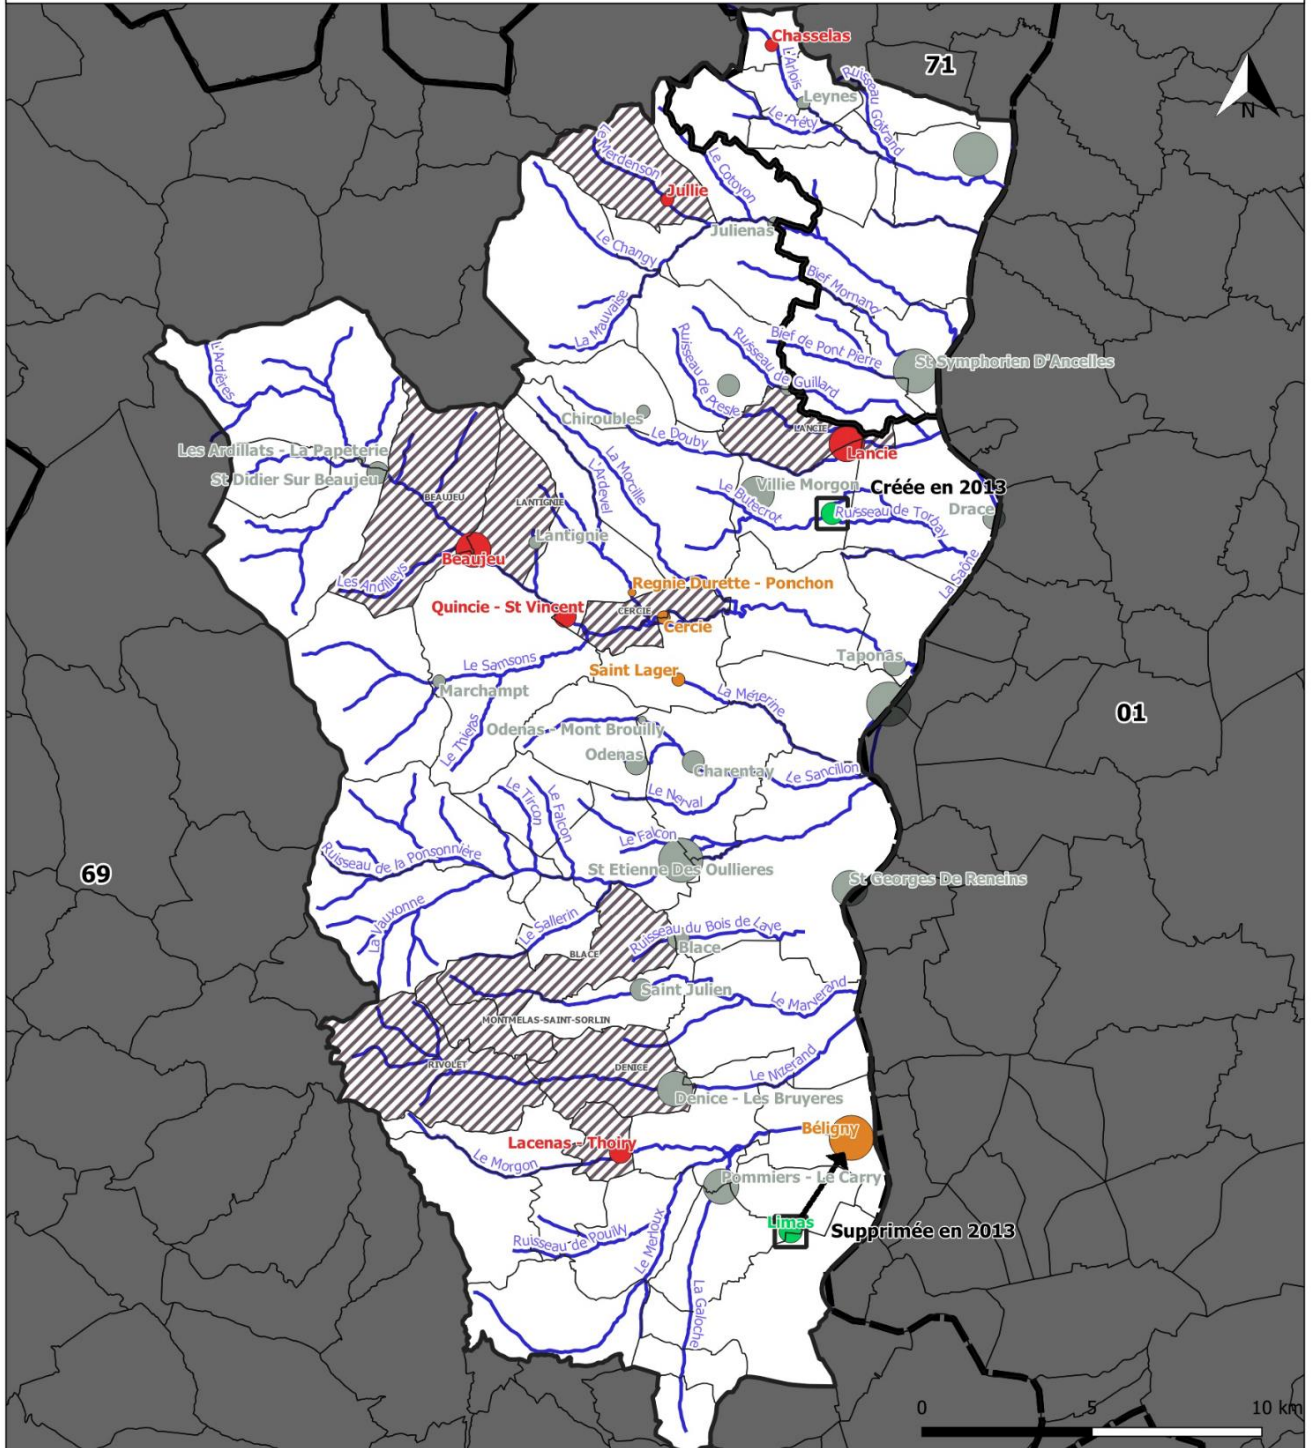 Chasselas
71
L'Arlois
Ruisseau Goitrand
Leynes
Le Préty
N
Le Merdenson
Le Cotoyon
Jullie
Julienas
Le Changy
Bief Mornand
La Mauvaise
Ruisseau de Presle
Ruisseau de Guillard
Bief de Pont Pierre
L'Ardières
St Symphorien D'Ancelles
Chiroubles
Le Douby
LANCIE
Lancie
Les Ardillats - La Papeterie
St Didier Sur Beaujeu
La Morcille
L'Ardevel
Villie Morgon
Créée en 2013
BEAUJEU
LANTIGNIE
Le Butecrot
Ruisseau de Torbay
Drace
Lantignie
Beaujeu
La Saône
Les Andilleys
Regnie Durette - Ponchon
Quincie - St Vincent
CERCIE
Cercie
Taponas
Le Samsons
Saint Lager
Marchampt
La Mézerine
01
Odenas - Mont Brouilly
Le Thielas
Odenas
Charentay
Le Sancillon
Le Tircon
Le Falcon
Le Nerval
Le Falcon
Ruisseau de la Ponsonnière
69
St Etienne Des Oullieres
St Georges De Reneins
La Vauxonne
Le Sallerin
Ruisseau du Bois de Laye
Blace
BLACE
Saint Julien
Le Marverand
MONTMELAS-SAINT-SORLIN
RIVOLET
DENICE
Le Nizerand
Denice - Les Bruyeres
Béligny
Lacenas - Thoiry
Le Morgon
Pommiers - Le Carry
Limas
Supprimée en 2013
Ruisseau de Pouilly
Le Merloux
La Galoche
0 5 10 km